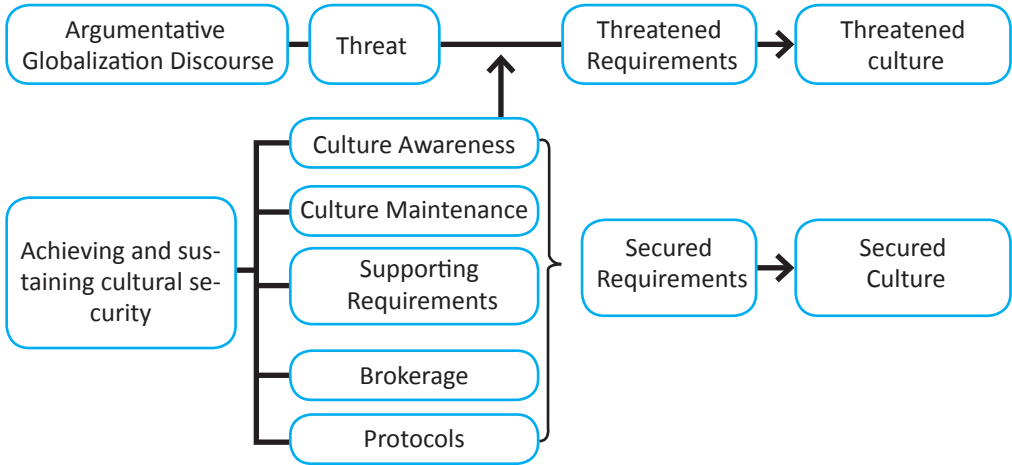 Argumentative
Globalization Discourse
Threat
Threatened
Requirements
Threatened
culture
Culture Awareness
Culture Maintenance
Achieving and sus-
taining cultural se-
curity
Supporting
Requirements
Secured
Requirements
Secured
Culture
Brokerage
Protocols